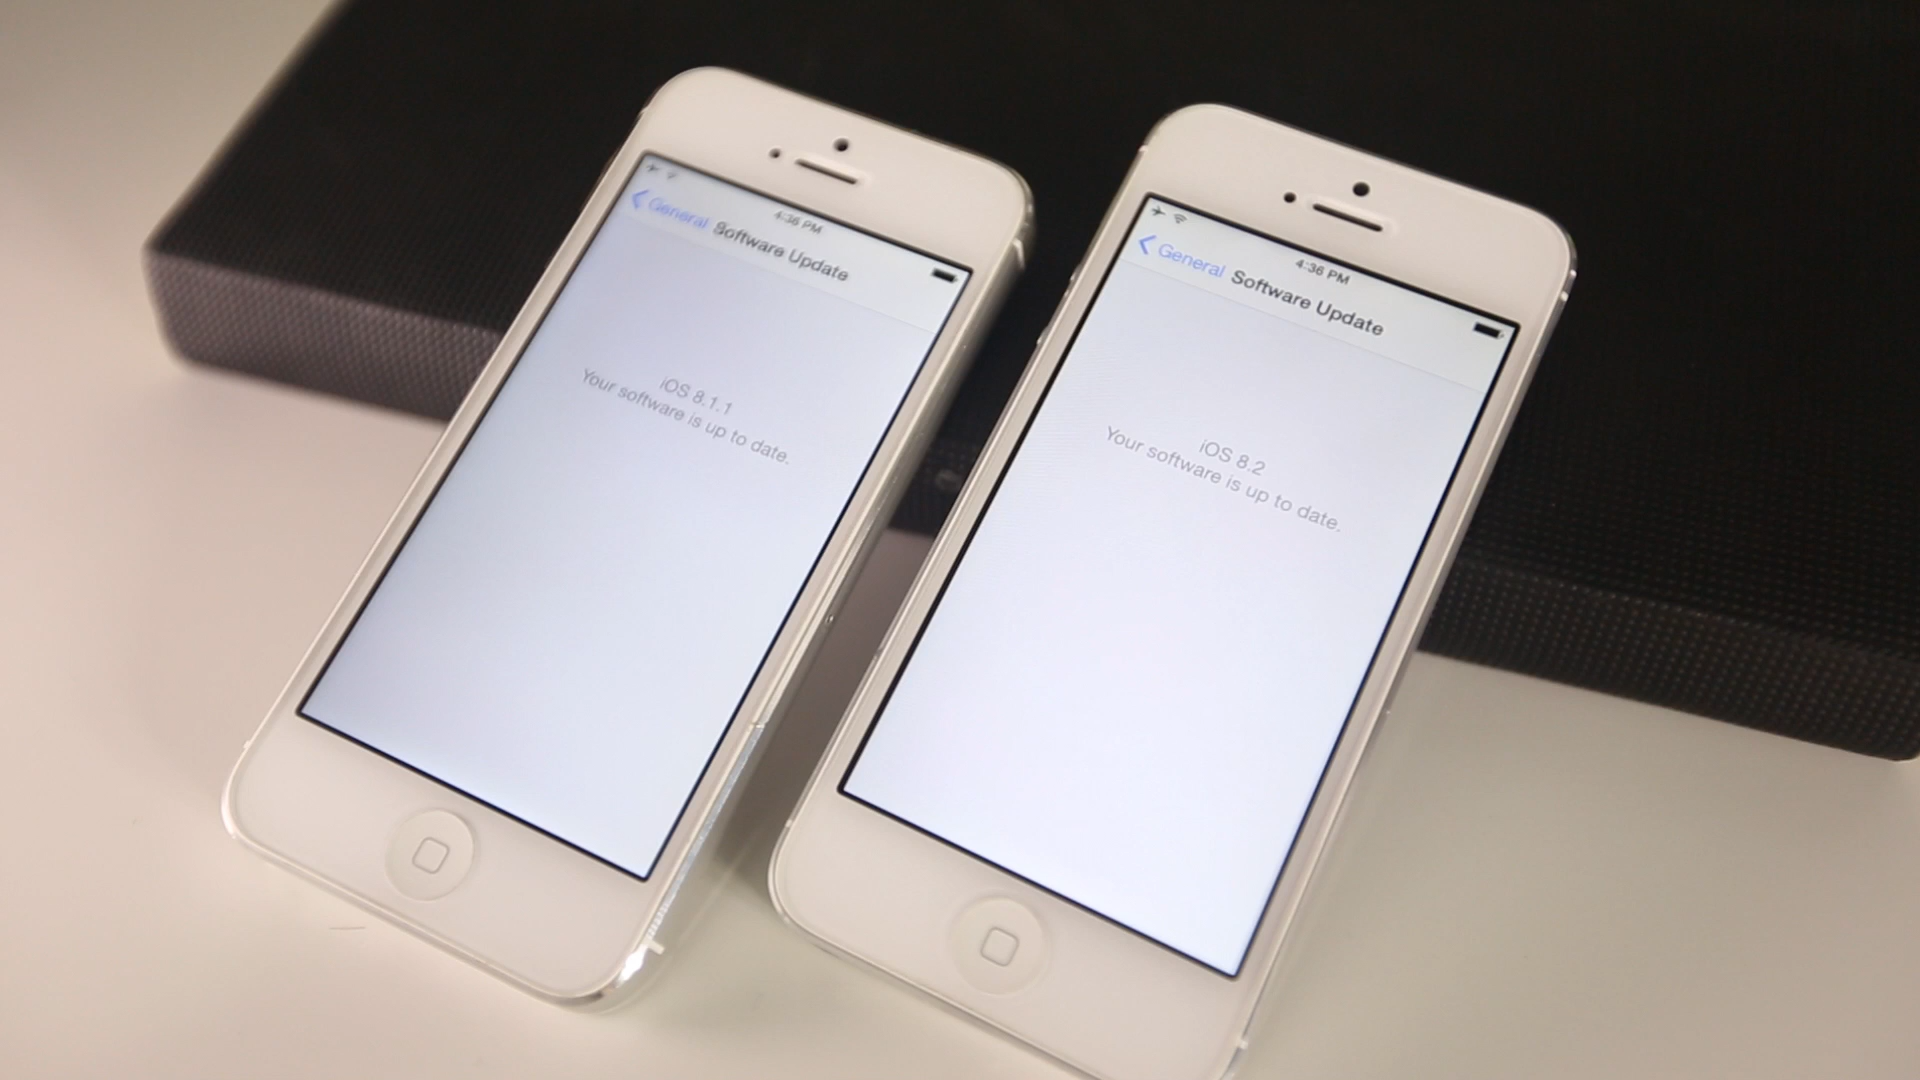 4:36 PM
General Software Update
iOS 8.1.1
Your software is up to date.
4:36 PM
General Software Update
iOS 8.2
Your software is up to date.